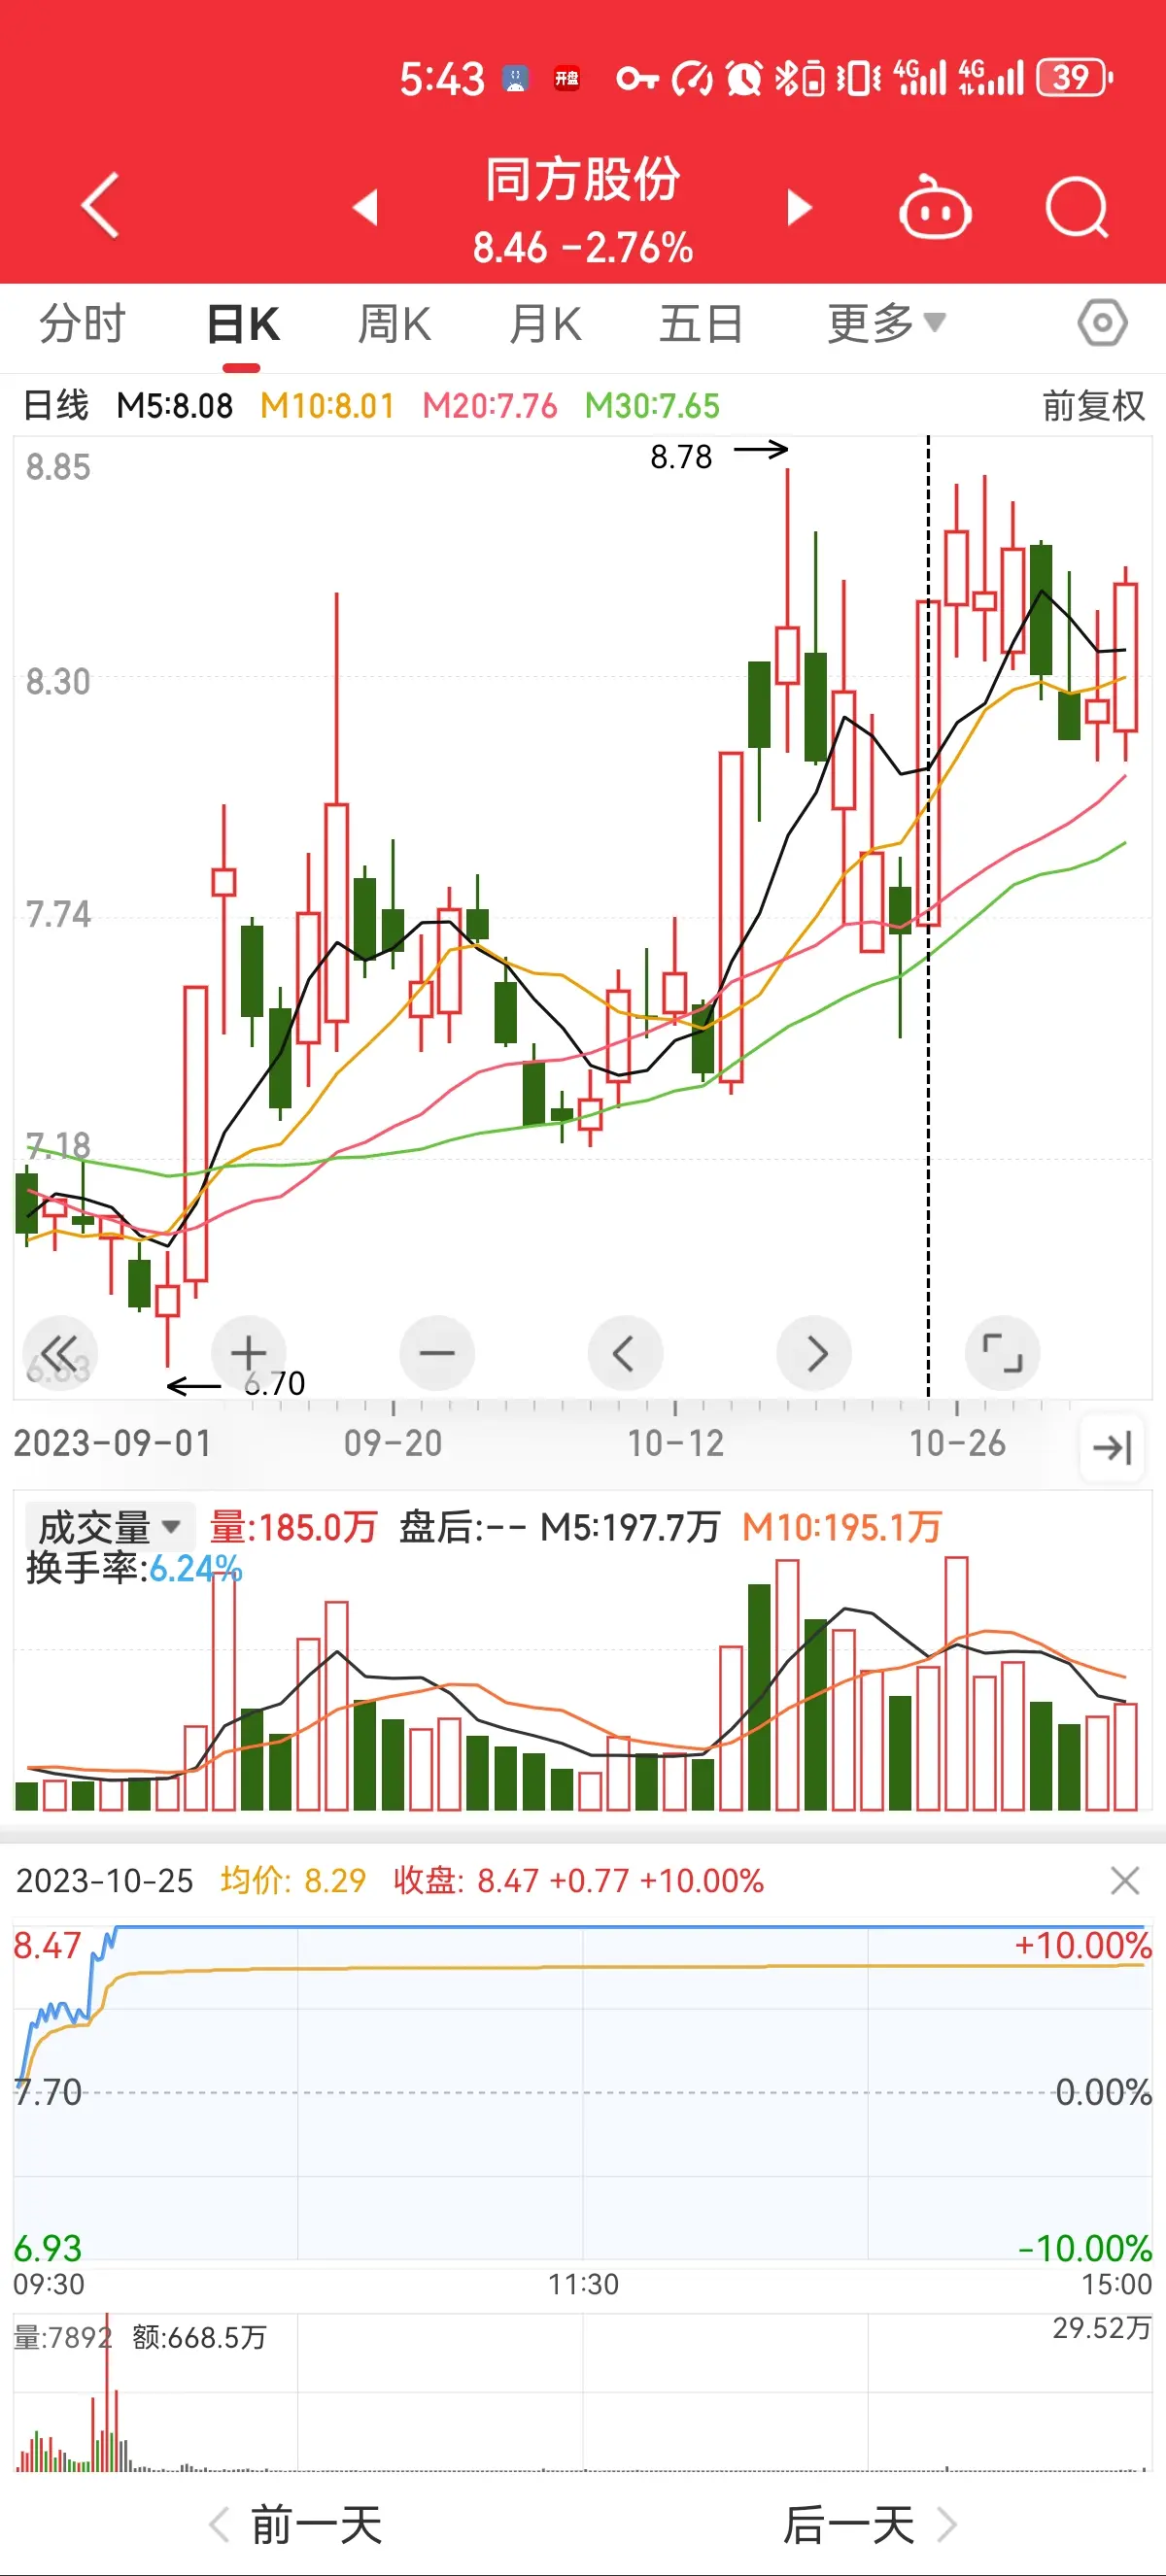 5:43 开盘 4G 4G 39
同方股份
8.46 -2.76%
分时 日K 周K 月K 五日 更多
日线 M5:8.08 M10:8.01 M20:7.76 M30:7.65 前复权
8.85
8.78
8.30
7.74
7.18
6.63
6.70
2023-09-01 09-20 10-12 10-26
成交量 量:185.0万 盘后:-- M5:197.7万 M10:195.1万
换手率:6.24%
2023-10-25 均价: 8.29 收盘: 8.47 +0.77 +10.00%
8.47 +10.00%
7.70 0.00%
6.93 -10.00%
09:30 11:30 15:00
量:7892 额:668.5万 29.52万
前一天 后一天